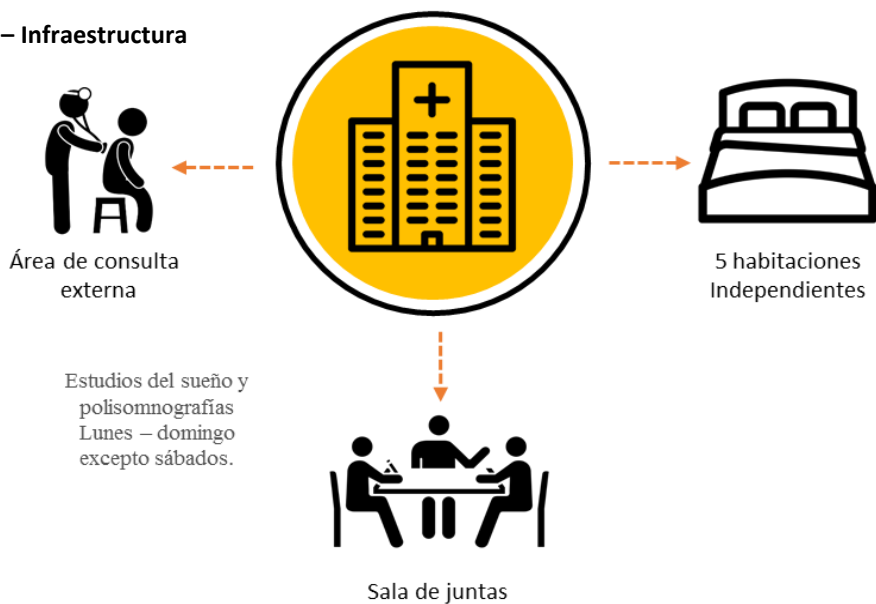 – Infraestructura
Área de consulta
externa
5 habitaciones
Independientes
Estudios del sueño y
polisomnografías
Lunes – domingo
excepto sábados.
Sala de juntas